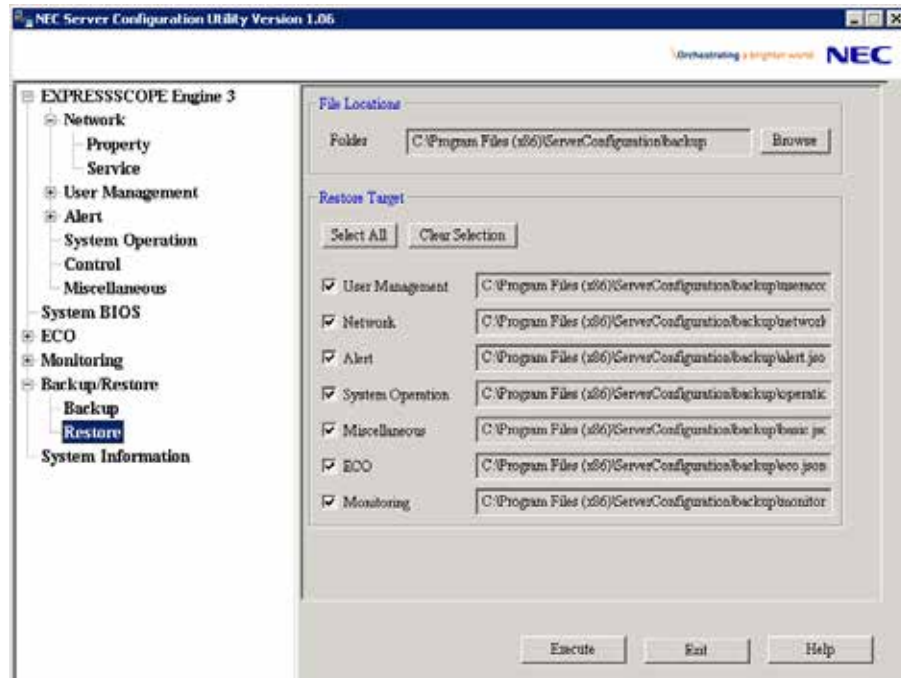 NEC Server Configuration Utility Version 1.06
Orchestrating a brighter world NEC
EXPRESSSCOPE Engine 3
Network
Property
Service
User Management
Alert
System Operation
Control
Miscellaneous
System BIOS
ECO
Monitoring
Backup/Restore
Backup
Restore
System Information
File Locations
Folder C:\Program Files (x86)\ServerConfiguration\backup Browse
Restore Target
Select All Clear Selection
User Management C:\Program Files (x86)\ServerConfiguration\backup\
Network C:\Program Files (x86)\ServerConfiguration\backup\network
Alert C:\Program Files (x86)\ServerConfiguration\backup\alert.jso
System Operation C:\Program Files (x86)\ServerConfiguration\backup\operatic
Miscellaneous C:\Program Files (x86)\ServerConfiguration\backup\basic.jsc
ECO C:\Program Files (x86)\ServerConfiguration\backup\eco.json
Monitoring C:\Program Files (x86)\ServerConfiguration\backup\monitor
Execute Exit Help